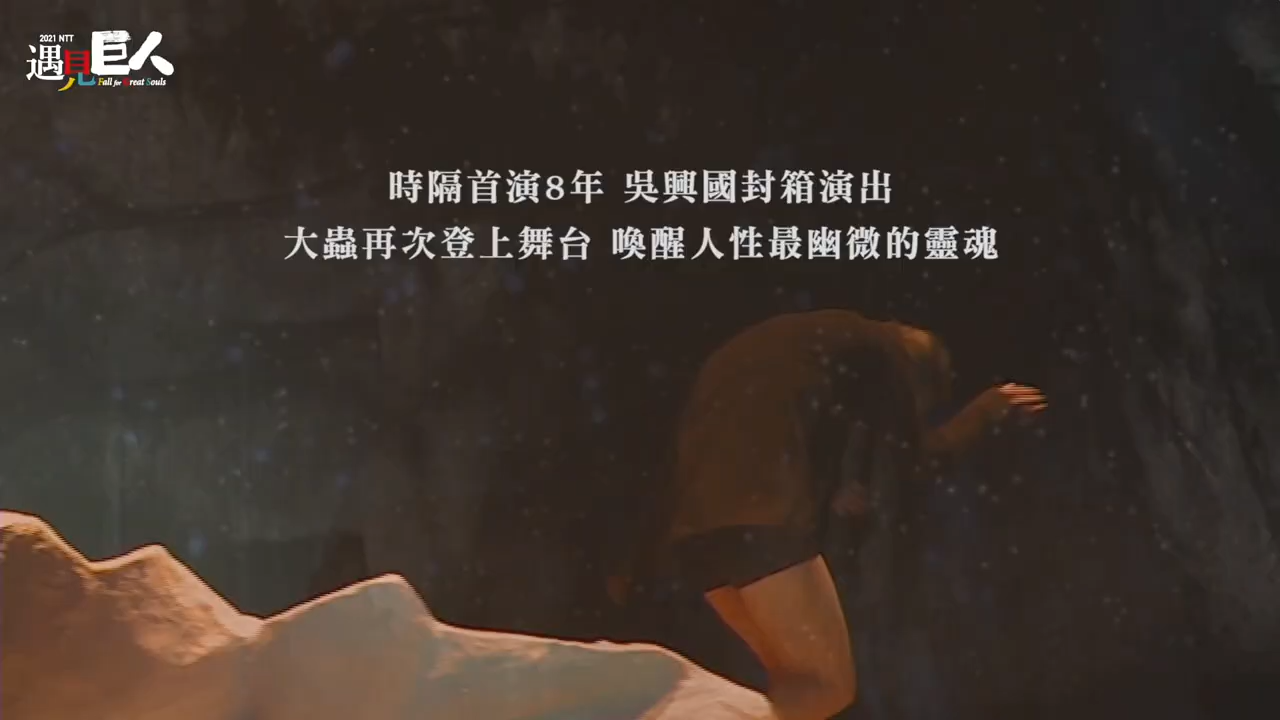 2021 NTT
遇見巨人
Fall for Great Souls
時隔首演8年 吳興國封箱演出
大蟲再次登上舞台 喚醒人性最幽微的靈魂